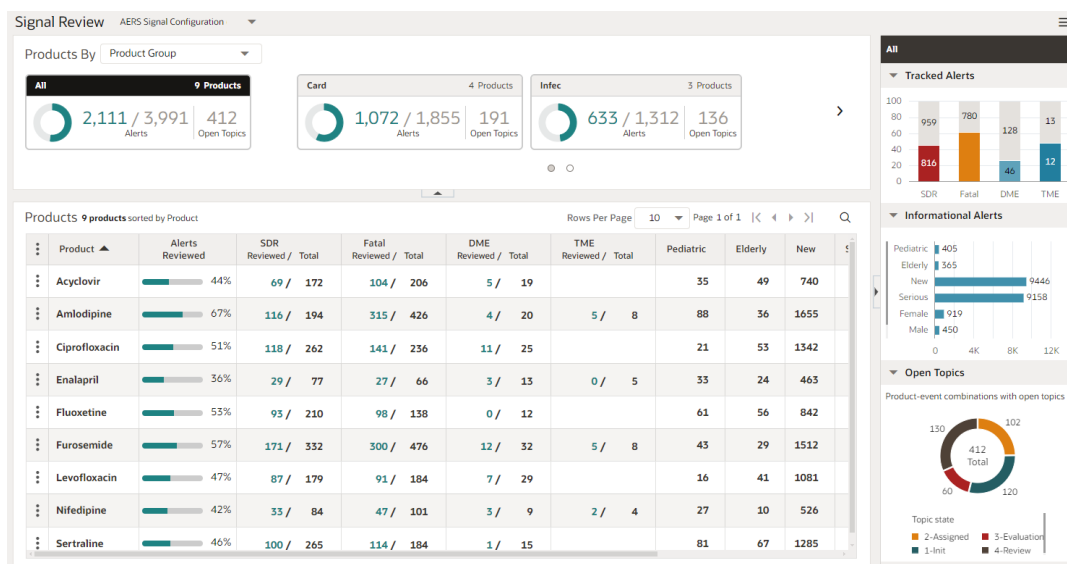 Signal Review AERS Signal Configuration
Products By Product Group
All 9 Products
2,111 / 3,991 412
Alerts Open Topics
Card 4 Products
1,072 / 1,855 191
Alerts Open Topics
Infec 3 Products
633 / 1,312 136
Alerts Open Topics
Products 9 products sorted by Product
Rows Per Page 10 Page 1 of 1
Product Alerts Reviewed SDR Reviewed / Total Fatal Reviewed / Total DME Reviewed / Total TME Reviewed / Total Pediatric Elderly New S
Acyclovir 44% 69 / 172 104 / 206 5 / 19 35 49 740
Amlodipine 67% 116 / 194 315 / 426 4 / 20 5 / 8 88 36 1655
Ciprofloxacin 51% 118 / 262 141 / 236 11 / 25 21 53 1342
Enalapril 36% 29 / 77 27 / 66 3 / 13 0 / 5 33 24 463
Fluoxetine 53% 93 / 210 98 / 138 0 / 12 61 56 842
Furosemide 57% 171 / 332 300 / 476 12 / 32 5 / 8 43 29 1512
Levofloxacin 47% 87 / 179 91 / 184 7 / 29 16 41 1081
Nifedipine 42% 33 / 84 47 / 101 3 / 9 2 / 4 27 10 526
Sertraline 46% 100 / 265 114 / 184 1 / 15 81 67 1285
All
Tracked Alerts
100
80
60
40
20
0
959 780 128 13
816 46 12
SDR Fatal DME TME
Informational Alerts
Pediatric 405
Elderly 365
New 9446
Serious 9158
Female 919
Male 450
0 4K 8K 12K
Open Topics
Product-event combinations with open topics
130 102
412
Total
60 120
Topic state
2-Assigned 3-Evaluation
1-Init 4-Review